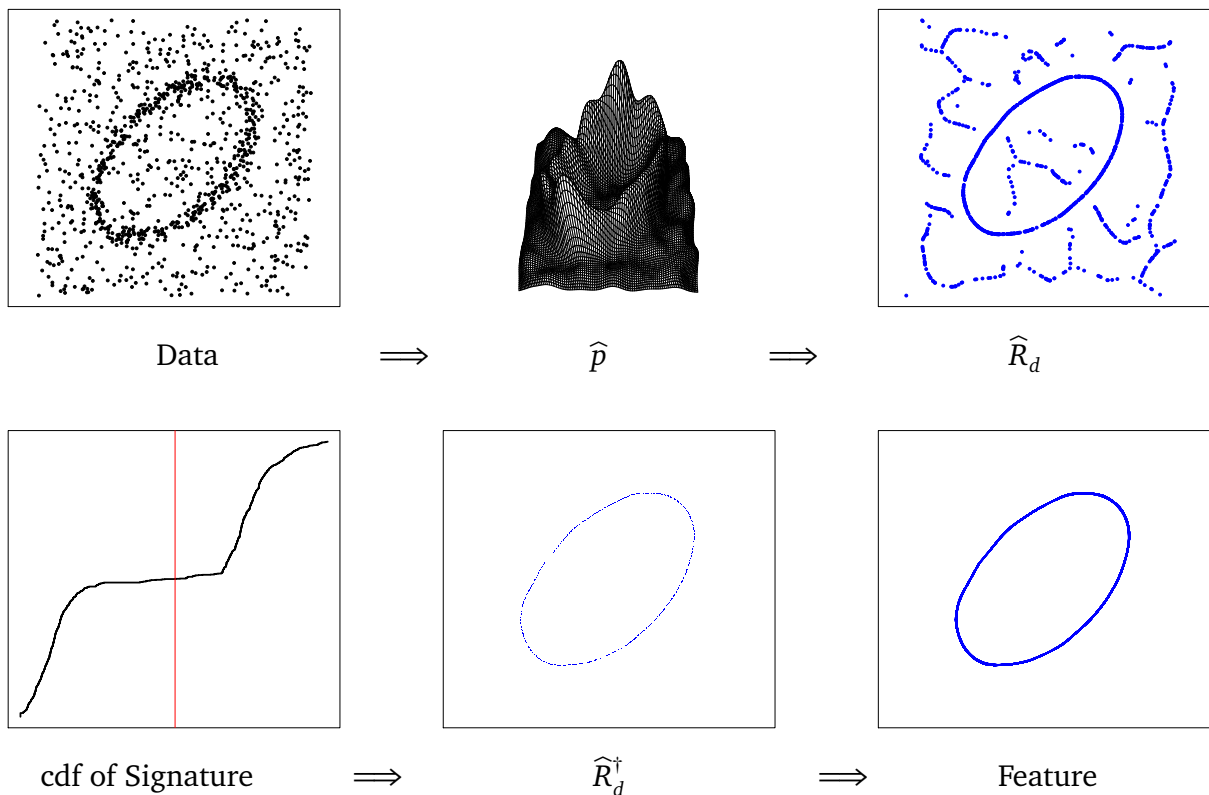 Data ⟹ p̂ ⟹ R̂_d
cdf of Signature ⟹ R̂_d^† ⟹ Feature